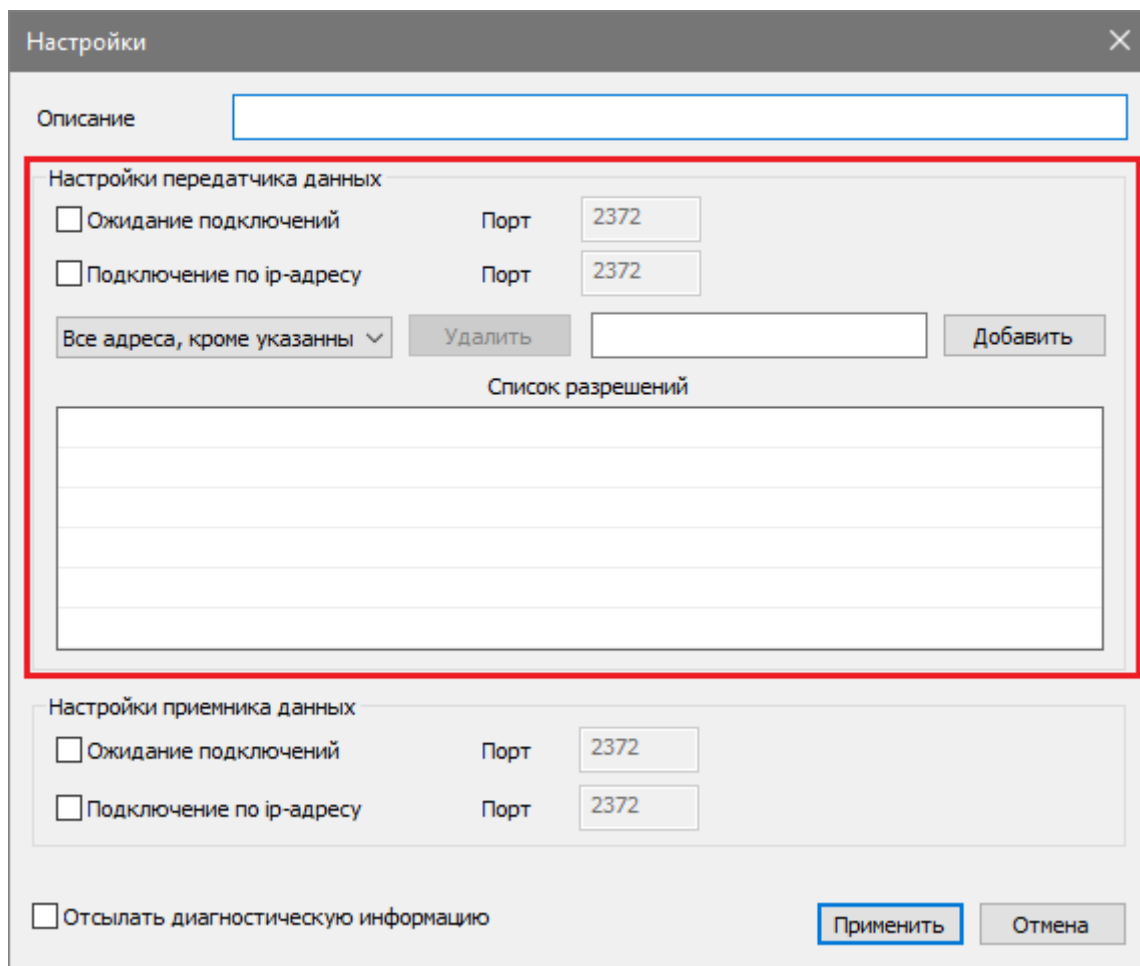 Настройки
Описание
Настройки передатчика данных
Ожидание подключений Порт 2372
Подключение по ip-адресу Порт 2372
Все адреса, кроме указанны Удалить Добавить
Список разрешений
Настройки приемника данных
Ожидание подключений Порт 2372
Подключение по ip-адресу Порт 2372
Отсылать диагностическую информацию Применить Отмена